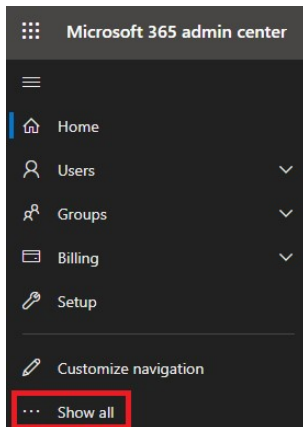 Microsoft 365 admin center
Home
Users
Groups
Billing
Setup
Customize navigation
Show all